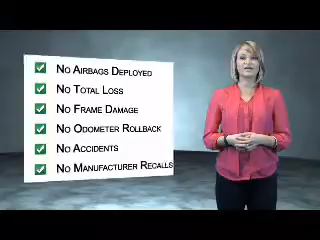 No Airbags Deployed
No Total Loss
No Frame Damage
No Odometer Rollback
No Accidents
No Manufacturer Recalls